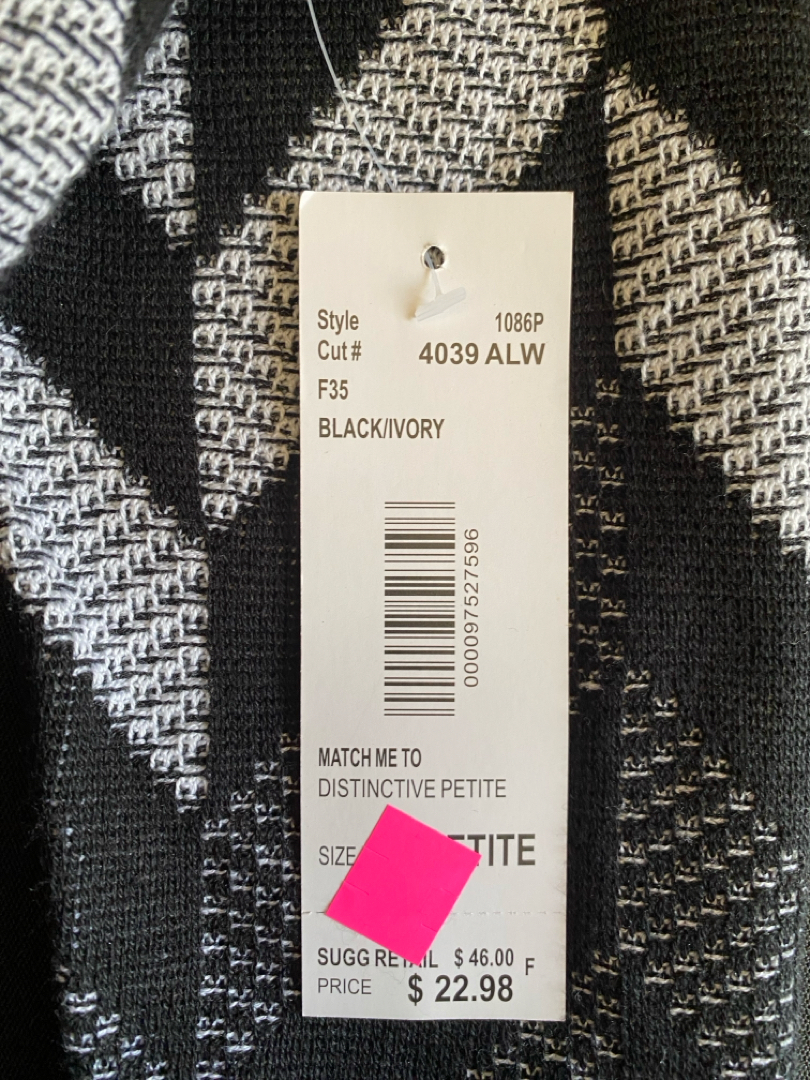 Style 1086P
Cut # 4039 ALW
F35
BLACK/IVORY
000097527596
MATCH ME TO
DISTINCTIVE PETITE
SIZE
SUGG RETAIL $ 46.00 F
PRICE $ 22.98